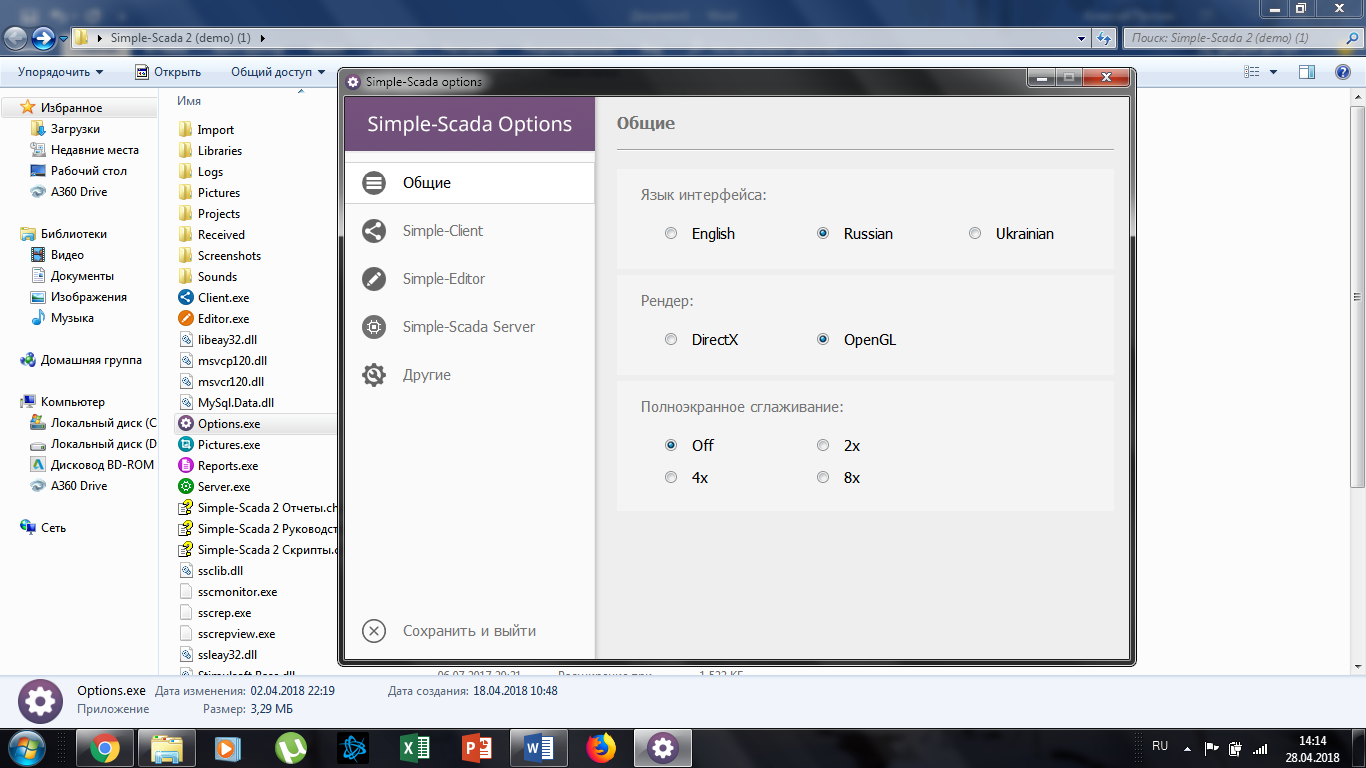 Simple-Scada 2 (demo) (1)
Поиск: Simple-Scada 2 (demo) (1)
Упорядочить
Открыть
Общий доступ
Избранное
Загрузки
Недавние места
Рабочий стол
A360 Drive
Библиотеки
Видео
Документы
Изображения
Музыка
Домашняя группа
Компьютер
Локальный диск (C
Локальный диск (D
Дисковод BD-ROM
A360 Drive
Сеть
Имя
Import
Libraries
Logs
Pictures
Projects
Received
Screenshots
Sounds
Client.exe
Editor.exe
libeay32.dll
msvcp120.dll
msvcr120.dll
MySql.Data.dll
Options.exe
Pictures.exe
Reports.exe
Server.exe
Simple-Scada 2 Отчеты.ch
Simple-Scada 2 Руководст
Simple-Scada 2 Скрипты.c
ssclib.dll
sscmonitor.exe
sscrep.exe
sscrepview.exe
ssleay32.dll
Simple-Scada options
Simple-Scada Options
Общие
Simple-Client
Simple-Editor
Simple-Scada Server
Другие
Сохранить и выйти
Общие
Язык интерфейса:
English Russian Ukrainian
Рендер:
DirectX OpenGL
Полноэкранное сглаживание:
Off 2x
4x 8x
Options.exe Дата изменения: 02.04.2018 22:19 Дата создания: 18.04.2018 10:48
Приложение Размер: 3,29 МБ
RU
14:14
28.04.2018